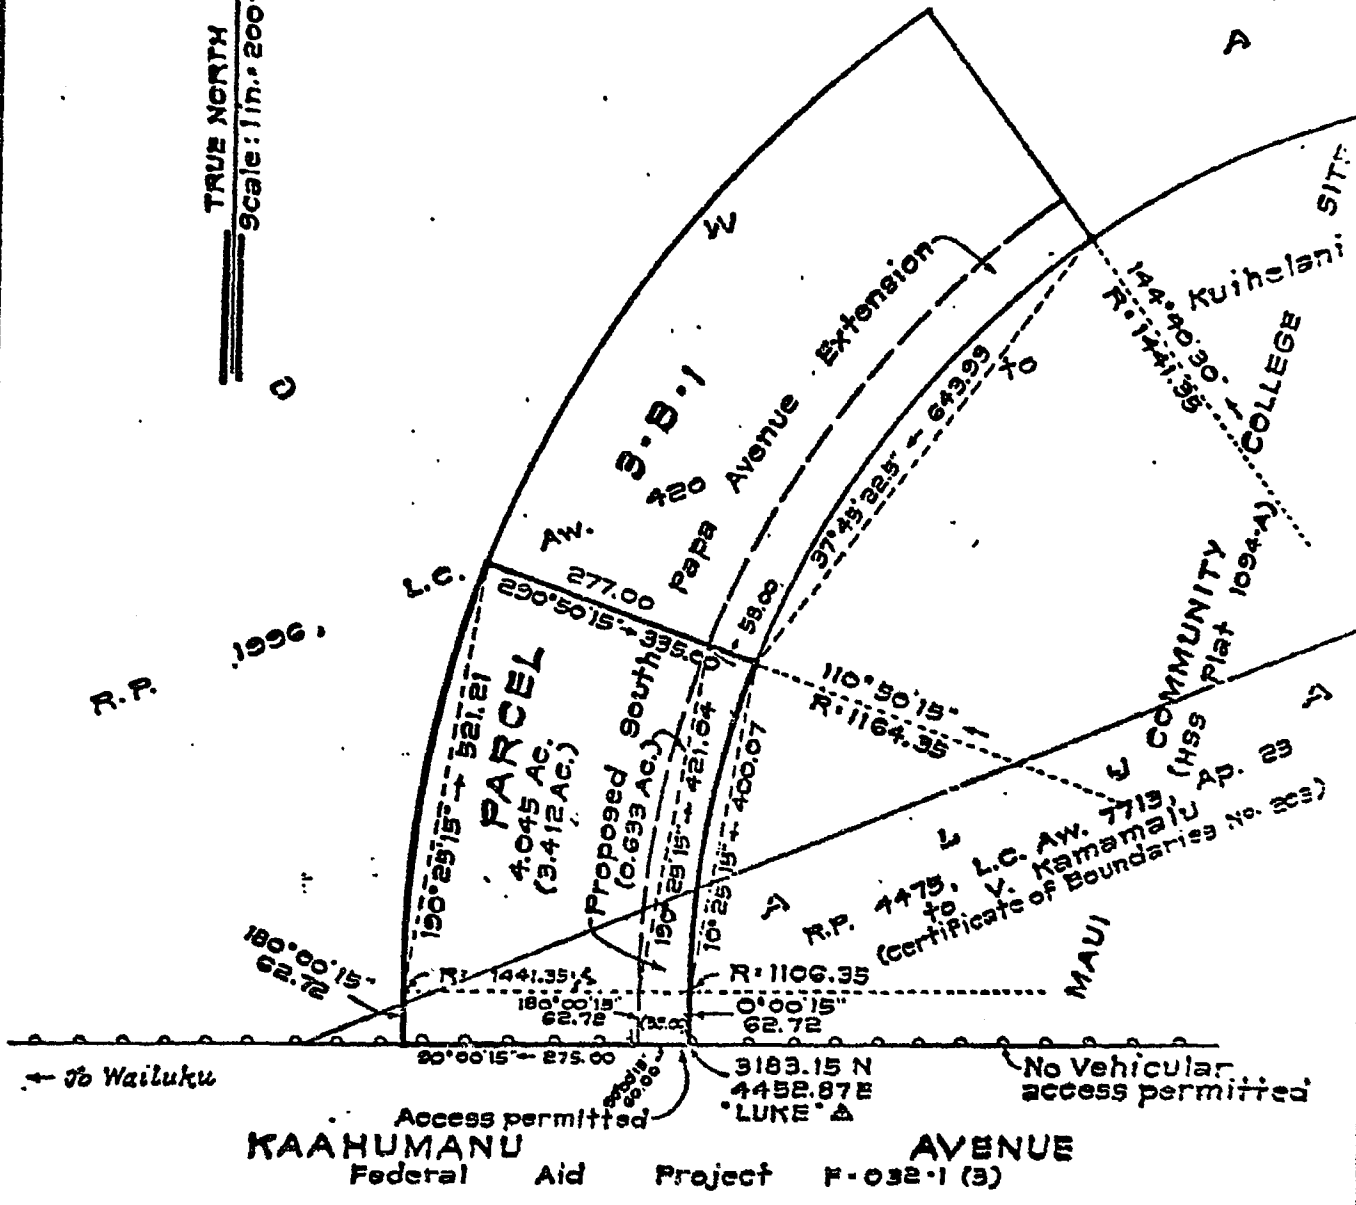 TRUE NORTH
Scale: 1 in. = 200
A
W
O
SITE
Kuihelani
144°40'30"
R=1441.35
COLLEGE
Papa Avenue Extension
643.99
to
37°45'22.5"
3-B-1
420
Aw.
L.C.
1996,
R.P.
277.00
290°50'15" 335.00
58.00
110°50'15"
R=1164.35
COMMUNITY
(HSS Plat 1094-A)
PARCEL
4.045 Ac.
(3.412 Ac.)
Proposed South
(0.633 Ac.)
190°25'15" 521.21
190°25'15" 421.64
10°25'15" 400.07
R.P. 4475, L.C. Aw. 7713, Ap. 23
to V. Kamamalu
(Certificate of Boundaries No. 203)
MAUI
180°00'15"
62.72
R= 1441.35
R=1106.35
180°00'15"
62.72
0°00'15"
62.72
90°00'15" 275.00
60.00
3183.15 N
4452.87 E
"LUKE"
← To Wailuku
Access permitted
No Vehicular
access permitted
KAAHUMANU AVENUE
Federal Aid Project F-032-1 (3)